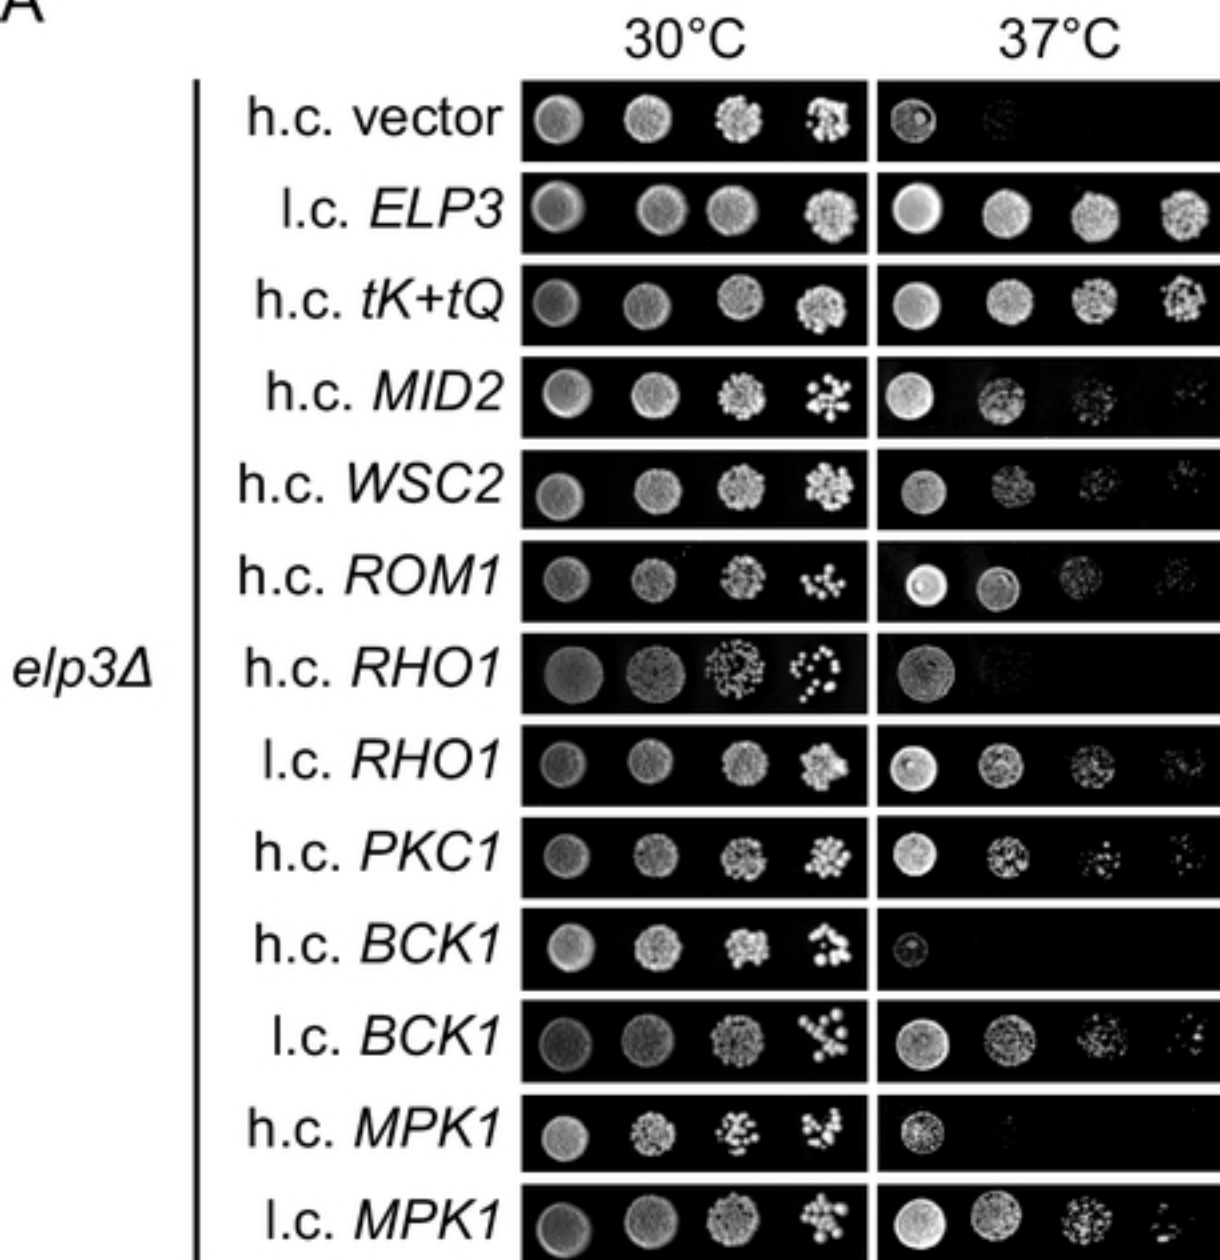 A
30°C 37°C
h.c. vector
l.c. ELP3
h.c. tK+tQ
h.c. MID2
h.c. WSC2
h.c. ROM1
elp3Δ h.c. RHO1
l.c. RHO1
h.c. PKC1
h.c. BCK1
l.c. BCK1
h.c. MPK1
l.c. MPK1